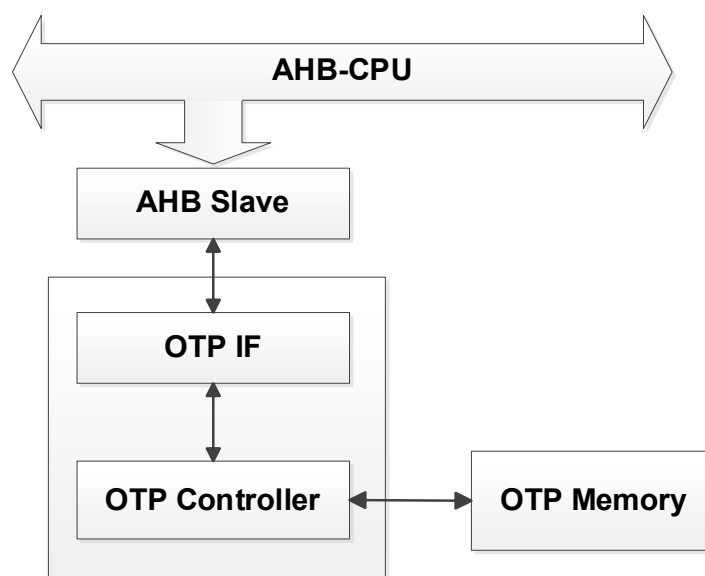 AHB-CPU
AHB Slave
OTP IF
OTP Controller
OTP Memory